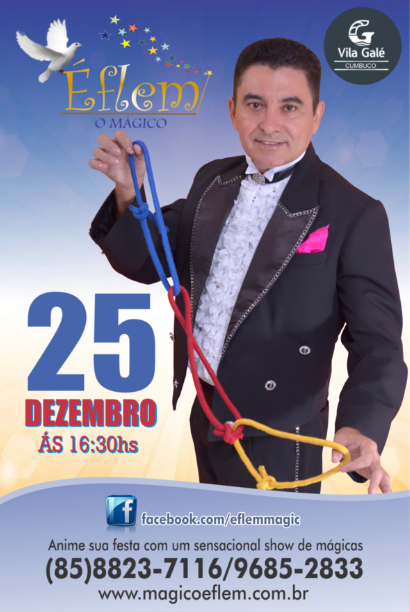 Éflem
O MÁGICO
Vila Galé
CUMBUCO
25
DEZEMBRO
ÁS 16:30hs
f facebook.com/eflemmagic
Anime sua festa com um sensacional show de mágicas
(85)8823-7116/9685-2833
www.magicoeflem.com.br